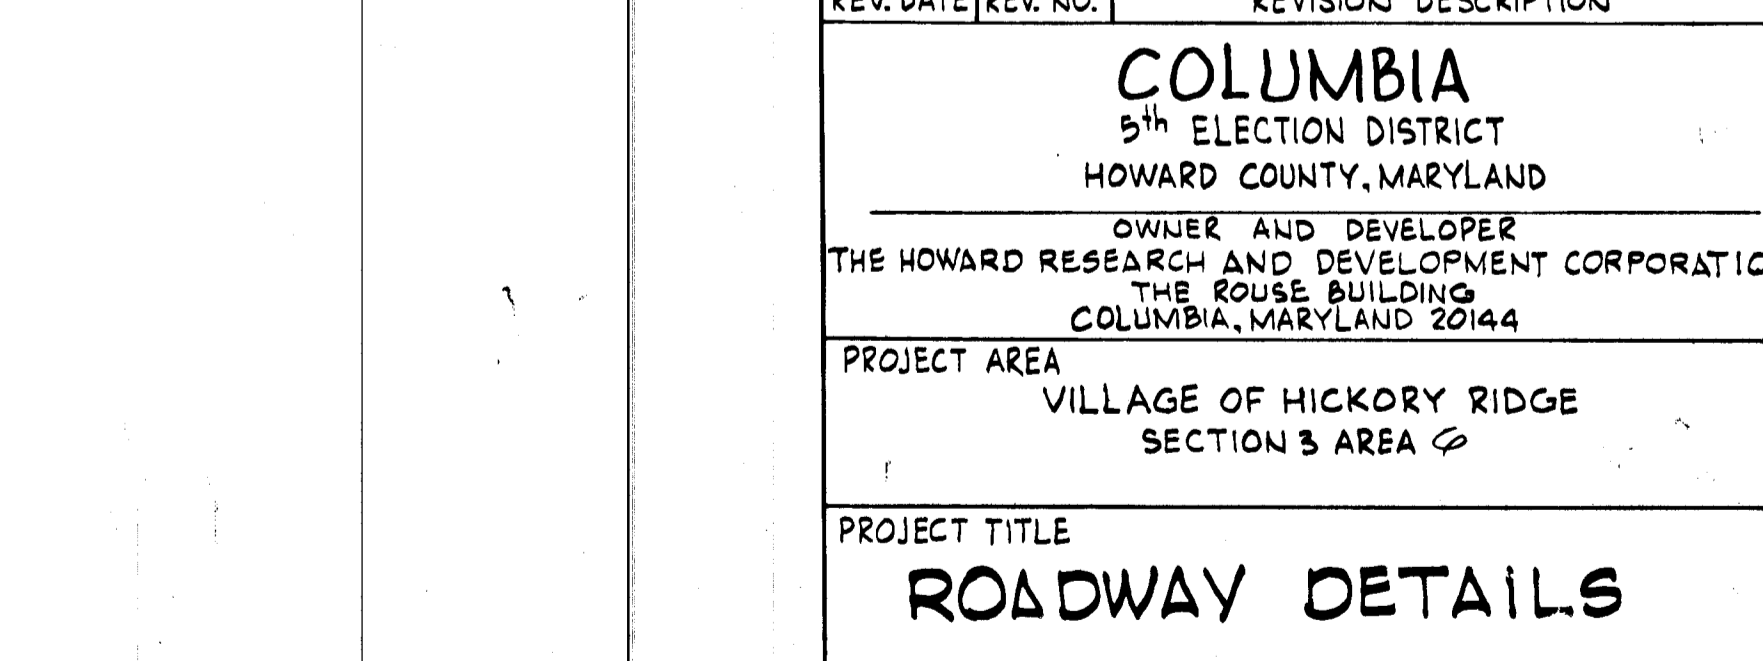 REV. DATE REV. NO. REVISION DESCRIPTION
COLUMBIA
5th ELECTION DISTRICT
HOWARD COUNTY, MARYLAND
OWNER AND DEVELOPER
THE HOWARD RESEARCH AND DEVELOPMENT CORPORATIO
THE ROUSE BUILDING
COLUMBIA, MARYLAND 20144
PROJECT AREA
VILLAGE OF HICKORY RIDGE
SECTION 3 AREA 6
PROJECT TITLE
ROADWAY DETAILS